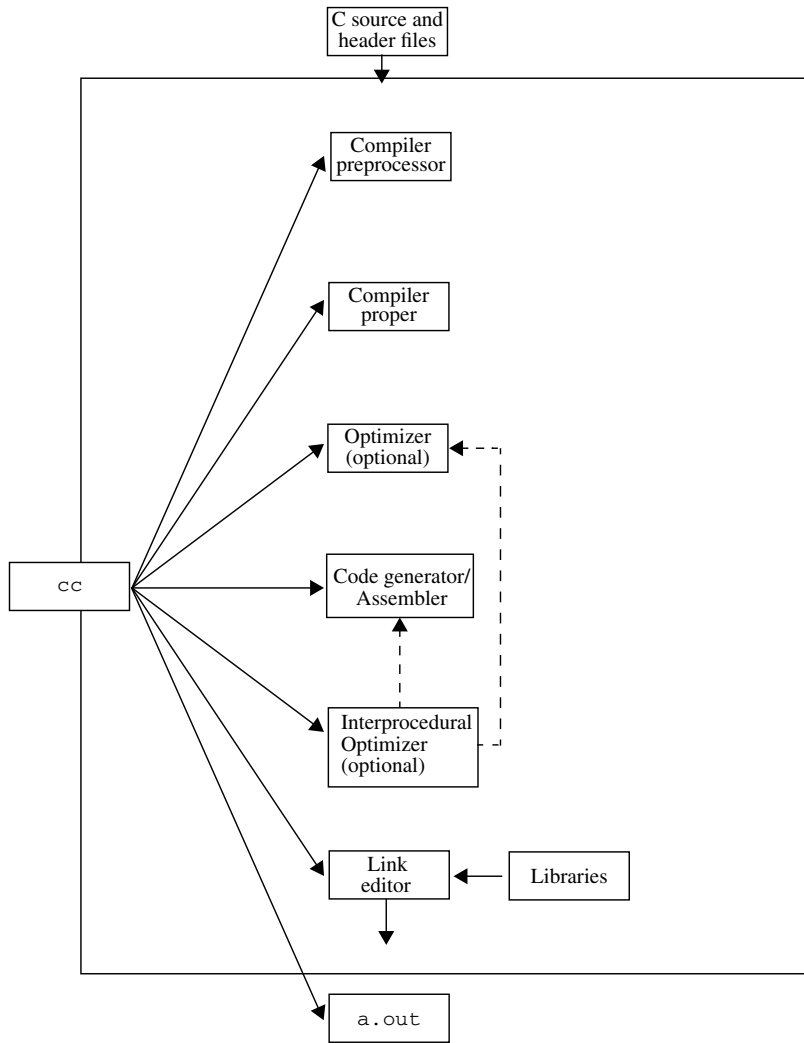 C source and
header files
Compiler
preprocessor
Compiler
proper
Optimizer
(optional)
cc
Code generator/
Assembler
Interprocedural
Optimizer
(optional)
Link
editor
Libraries
a.out